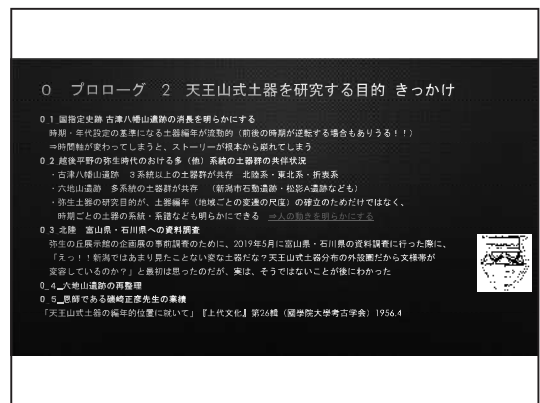 0 プロローグ 2 天王山式土器を研究する目的 きっかけ
0_1 国指定史跡 古津八幡山遺跡の消長を明らかにする
時期・年代設定の基準になる土器編年が流動的（前後の時期が逆転する場合もありうる！！）
⇒時間軸が変わってしまうと、ストーリーが根本から崩れてしまう
0_2 越後平野の弥生時代のおける多（他）系統の土器群の共伴状況
・古津八幡山遺跡 3系統以上の土器群が共存 北陸系・東北系・折衷系
・六地山遺跡 多系統の土器群が共存 （新潟市石動遺跡・松影A遺跡なども）
・弥生土器の研究目的が、土器編年（地域ごとの変遷の尺度）の確立のためだけではなく、
時期ごとの土器の系統・系譜なども明らかにできる ⇒人の動きを明らかにする
0_3 北陸 富山県・石川県への資料調査
弥生の丘展示館の企画展の事前調査のために、2019年5月に富山県・石川県の資料調査に行った際に、
「えっ！！新潟ではあまり見たことない変な土器だな？天王山式土器分布の外殻圏だから文様帯が
変容しているのか？」と最初は思ったのだが、実は、そうではないことが後にわかった
0_4_六地山遺跡の再整理
0_5_恩師である磯崎正彦先生の業績
「天王山式土器の編年的位置に就いて」『上代文化』第26輯（國學院大學考古学会）1956.4